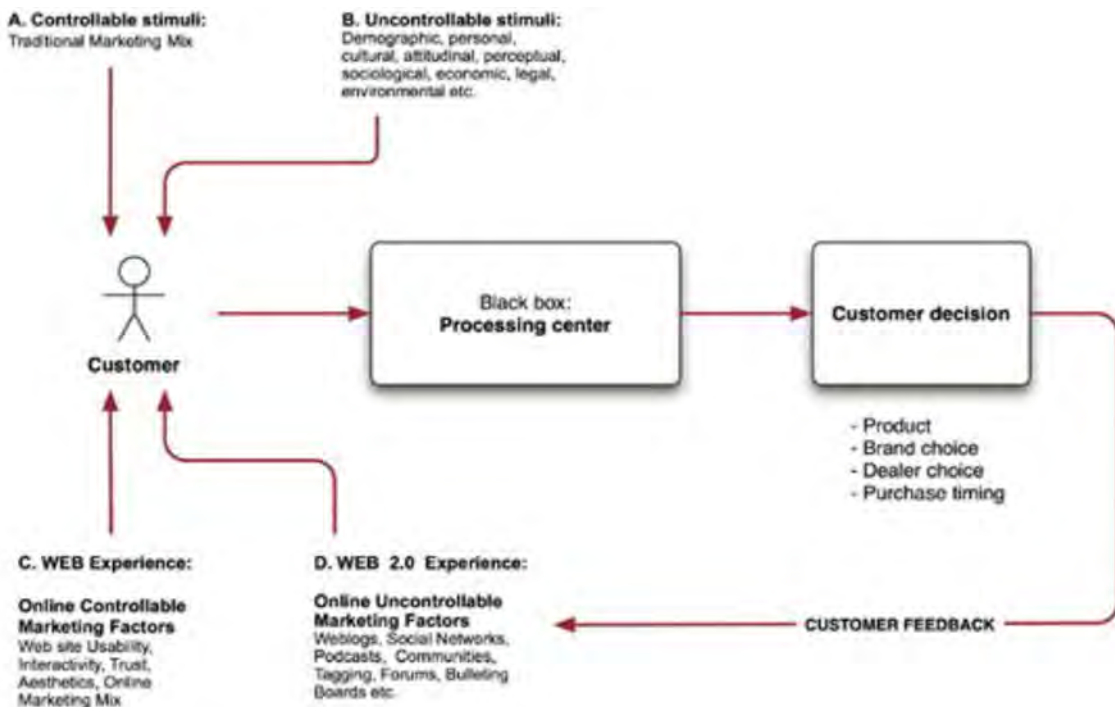 A. Controllable stimuli:
Traditional Marketing Mix
B. Uncontrollable stimuli:
Demographic, personal,
cultural, attitudinal, perceptual,
sociological, economic, legal,
environmental etc.
Customer
Black box:
Processing center
Customer decision
- Product
- Brand choice
- Dealer choice
- Purchase timing
C. WEB Experience:
Online Controllable
Marketing Factors
Web site Usability,
Interactivity, Trust,
Aesthetics, Online
Marketing Mix
D. WEB 2.0 Experience:
Online Uncontrollable
Marketing Factors
Weblogs, Social Networks,
Podcasts, Communities,
Tagging, Forums, Bulleting
Boards etc.
CUSTOMER FEEDBACK